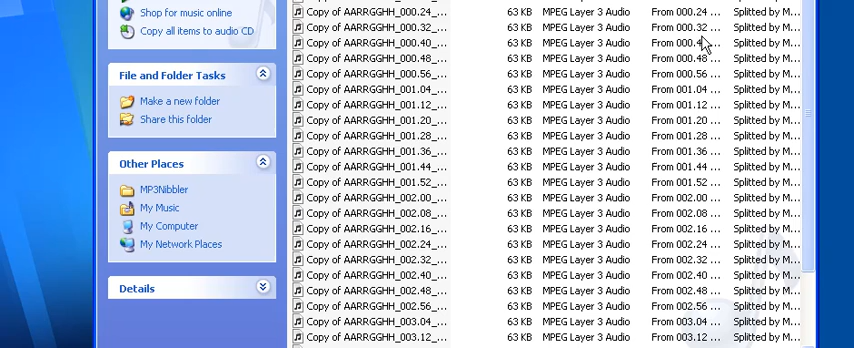 Shop for music online
Copy all items to audio CD
File and Folder Tasks
Make a new folder
Share this folder
Other Places
MP3Nibbler
My Music
My Computer
My Network Places
Details
Copy of AARRGGHH_000.24_... 63 KB MPEG Layer 3 Audio From 000.24 ... Splitted by M...
Copy of AARRGGHH_000.32_... 63 KB MPEG Layer 3 Audio From 000.32 ... Splitted by M...
Copy of AARRGGHH_000.40_... 63 KB MPEG Layer 3 Audio From Splitted by M...
Copy of AARRGGHH_000.48_... 63 KB MPEG Layer 3 Audio From 000.48 ... Splitted by M...
Copy of AARRGGHH_000.56_... 63 KB MPEG Layer 3 Audio From 000.56 ... Splitted by M...
Copy of AARRGGHH_001.04_... 63 KB MPEG Layer 3 Audio From 001.04 ... Splitted by M...
Copy of AARRGGHH_001.12_... 63 KB MPEG Layer 3 Audio From 001.12 ... Splitted by M...
Copy of AARRGGHH_001.20_... 63 KB MPEG Layer 3 Audio From 001.20 ... Splitted by M...
Copy of AARRGGHH_001.28_... 63 KB MPEG Layer 3 Audio From 001.28 ... Splitted by M...
Copy of AARRGGHH_001.36_... 63 KB MPEG Layer 3 Audio From 001.36 ... Splitted by M...
Copy of AARRGGHH_001.44_... 63 KB MPEG Layer 3 Audio From 001.44 ... Splitted by M...
Copy of AARRGGHH_001.52_... 63 KB MPEG Layer 3 Audio From 001.52 ... Splitted by M...
Copy of AARRGGHH_002.00_... 63 KB MPEG Layer 3 Audio From 002.00 ... Splitted by M...
Copy of AARRGGHH_002.08_... 63 KB MPEG Layer 3 Audio From 002.08 ... Splitted by M...
Copy of AARRGGHH_002.16_... 63 KB MPEG Layer 3 Audio From 002.16 ... Splitted by M...
Copy of AARRGGHH_002.24_... 63 KB MPEG Layer 3 Audio From 002.24 ... Splitted by M...
Copy of AARRGGHH_002.32_... 63 KB MPEG Layer 3 Audio From 002.32 ... Splitted by M...
Copy of AARRGGHH_002.40_... 63 KB MPEG Layer 3 Audio From 002.40 ... Splitted by M...
Copy of AARRGGHH_002.48_... 63 KB MPEG Layer 3 Audio From 002.48 ... Splitted by M...
Copy of AARRGGHH_002.56_... 63 KB MPEG Layer 3 Audio From 002.56 ... Splitted by M...
Copy of AARRGGHH_003.04_... 63 KB MPEG Layer 3 Audio From 003.04 ... Splitted by M...
Copy of AARRGGHH_003.12_... 63 KB MPEG Layer 3 Audio From 003.12 ... Splitted by M...